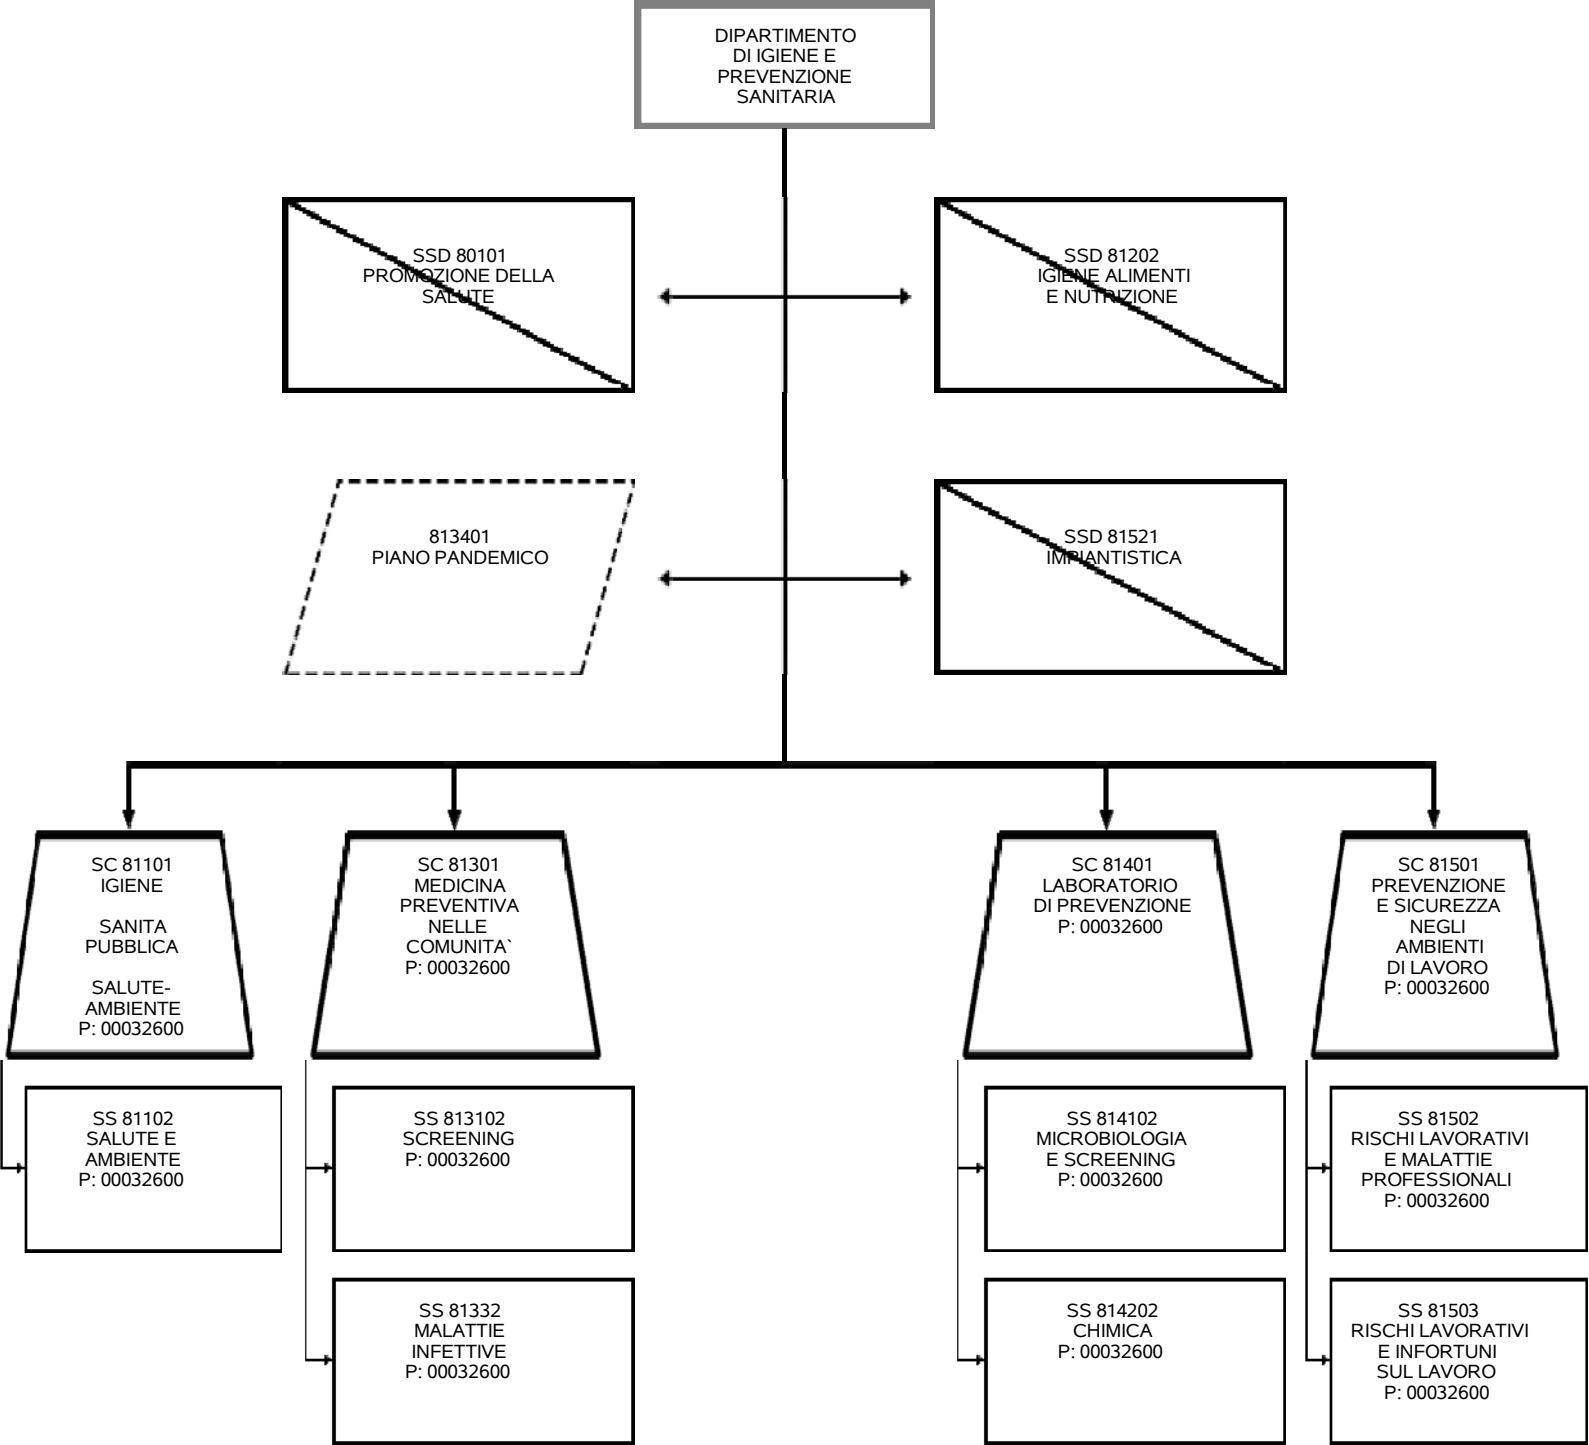 DIPARTIMENTO
DI IGIENE E
PREVENZIONE
SANITARIA
SSD 80101
PROMOZIONE DELLA
SALUTE
SSD 81202
IGIENE ALIMENTI
E NUTRIZIONE
813401
PIANO PANDEMICO
SSD 81521
IMPIANTISTICA
SC 81101
IGIENE
SANITA
PUBBLICA
SALUTE-
AMBIENTE
P: 00032600
SC 81301
MEDICINA
PREVENTIVA
NELLE
COMUNITA`
P: 00032600
SC 81401
LABORATORIO
DI PREVENZIONE
P: 00032600
SC 81501
PREVENZIONE
E SICUREZZA
NEGLI
AMBIENTI
DI LAVORO
P: 00032600
SS 81102
SALUTE E
AMBIENTE
P: 00032600
SS 813102
SCREENING
P: 00032600
SS 814102
MICROBIOLOGIA
E SCREENING
P: 00032600
SS 81502
RISCHI LAVORATIVI
E MALATTIE
PROFESSIONALI
P: 00032600
SS 81332
MALATTIE
INFETTIVE
P: 00032600
SS 814202
CHIMICA
P: 00032600
SS 81503
RISCHI LAVORATIVI
E INFORTUNI
SUL LAVORO
P: 00032600